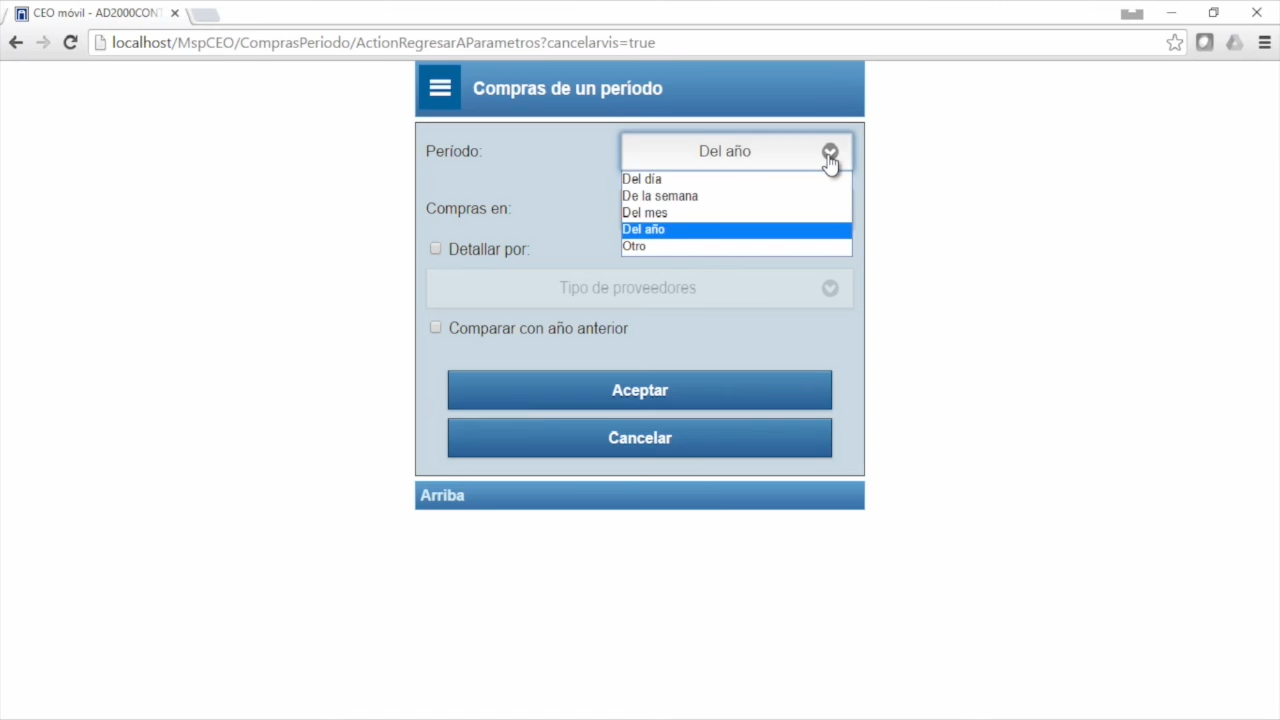 CEO móvil - AD2000CONT
localhost/MspCEO/ComprasPeriodo/ActionRegresarAParametros?cancelarvis=true
Compras de un período
Período:
Del año
Del día
De la semana
Del mes
Del año
Otro
Compras en:
Detallar por:
Tipo de proveedores
Comparar con año anterior
Aceptar
Cancelar
Arriba